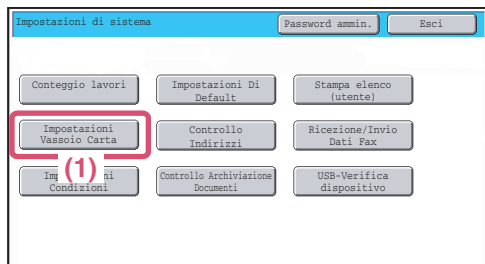 Impostazioni di sistema
Password ammin.
Esci
Conteggio lavori
Impostazioni Di
Default
Stampa elenco
(utente)
Impostazioni
Vassoio Carta
Controllo
Indirizzi
Ricezione/Invio
Dati Fax
(1)
Condizioni
Controllo Archiviazione
Documenti
USB-Verifica
dispositivo